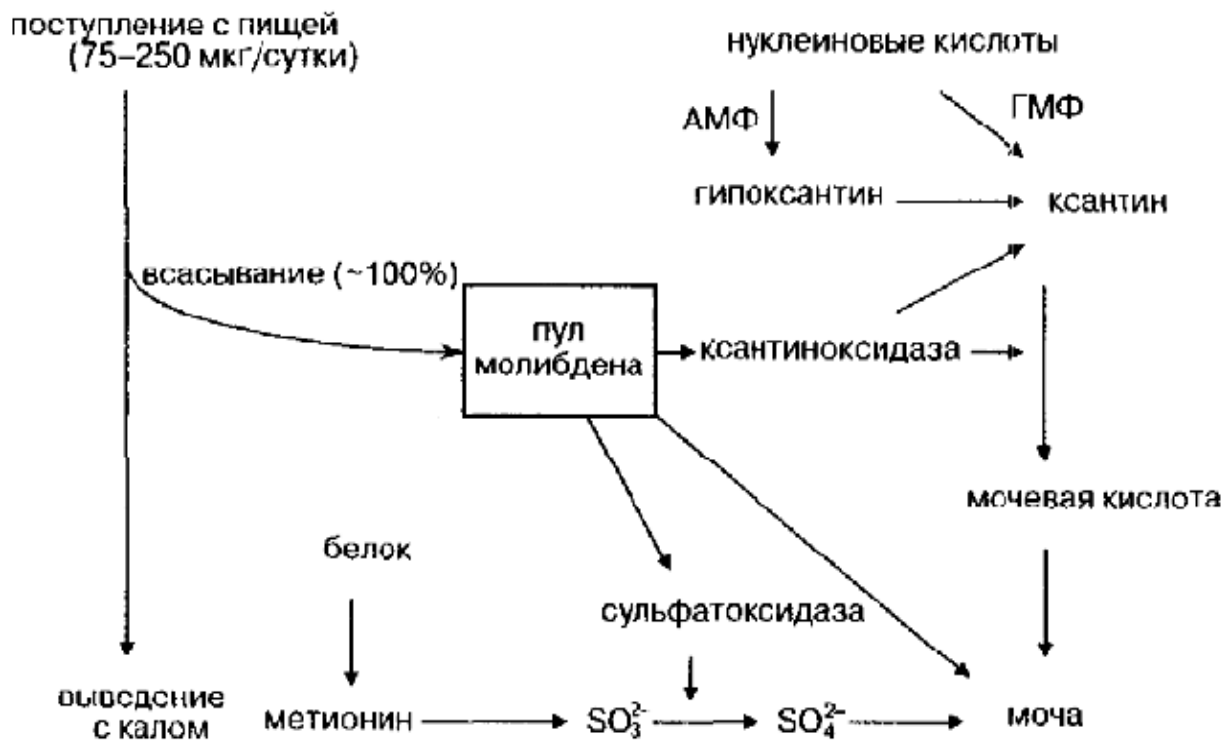 поступление с пищей
(75–250 мкг/сутки)
нуклеиновые кислоты
АМФ
ГМФ
гипоксантин
ксантин
всасывание (~100%)
пул
молибдена
ксантиноксидаза
мочевая кислота
белок
сульфатоксидаза
выведение
с калом
метионин
SO₃²⁻
SO₄²⁻
моча